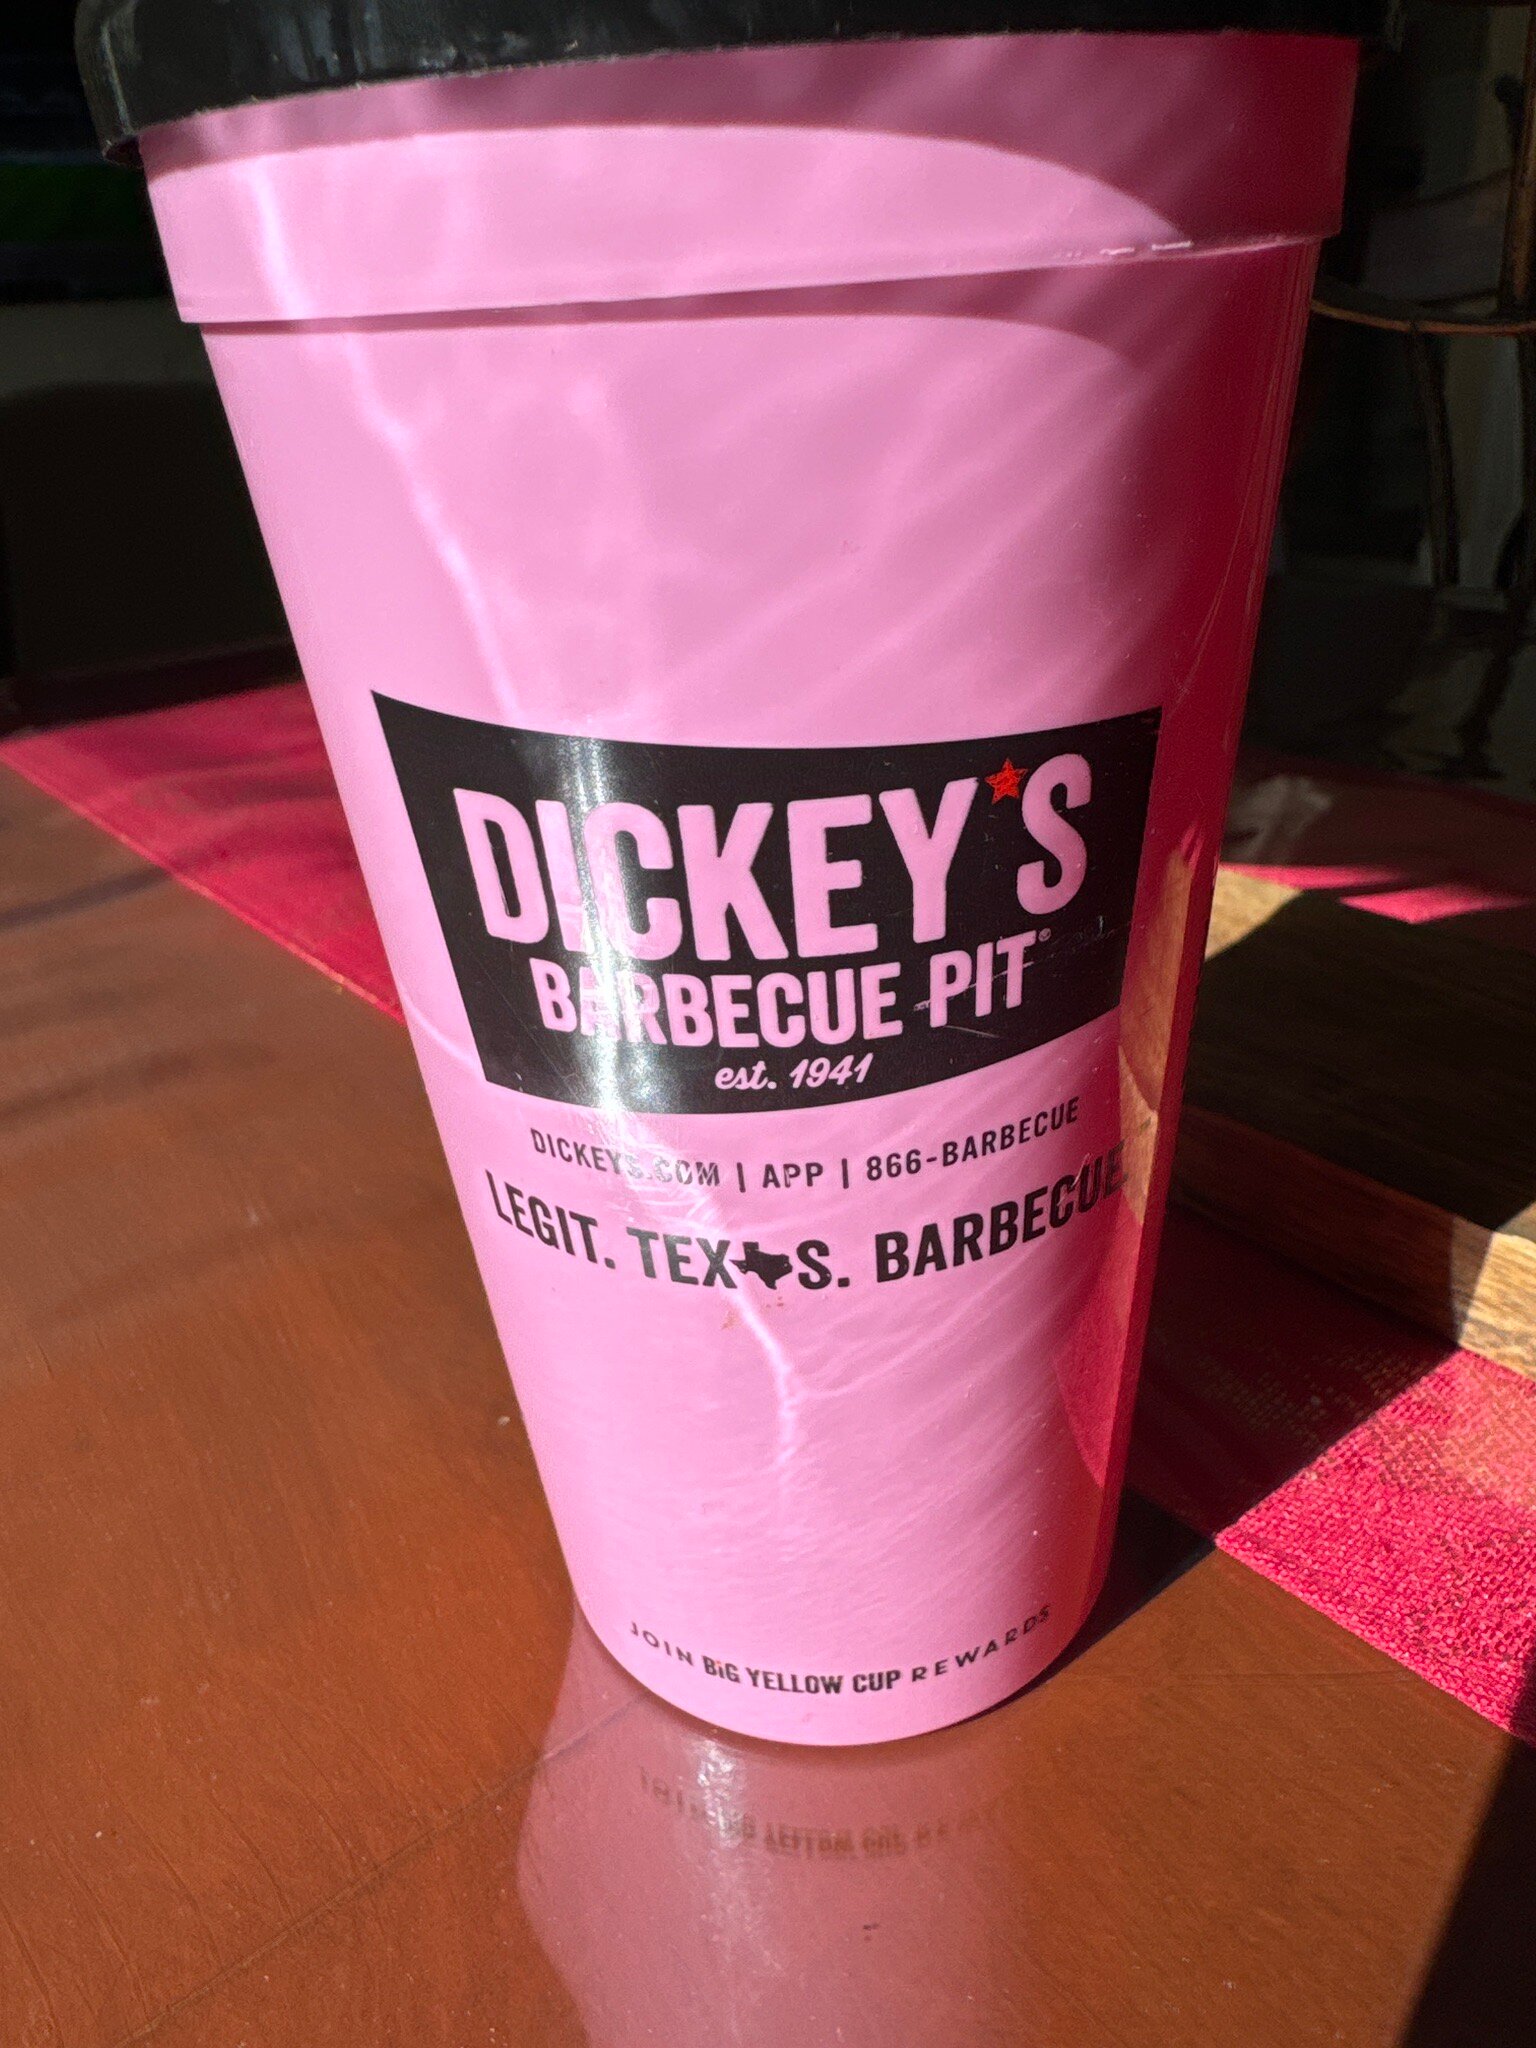 DICKEY'S
BARBECUE PIT®
est. 1941
DICKEYS.COM | APP | 866-BARBECUE
LEGIT. TEXAS. BARBECUE.
JOIN BIG YELLOW CUP REWARDS